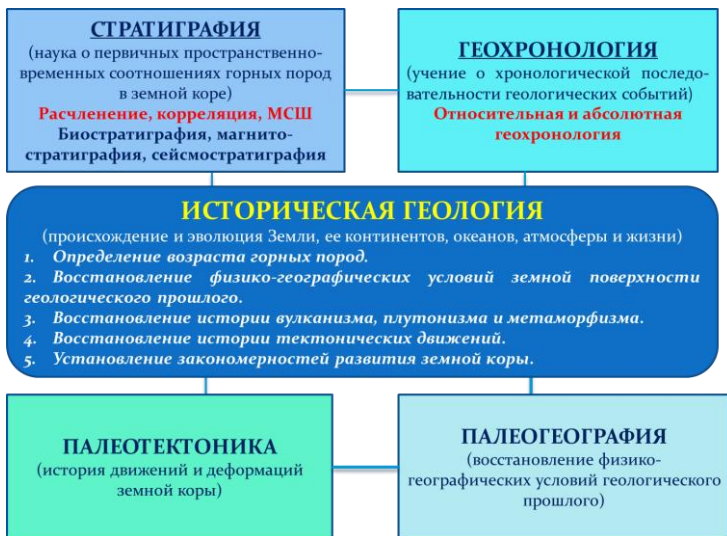 СТРАТИГРАФИЯ
(наука о первичных пространственно-
временных соотношениях горных пород
в земной коре)
Расчленение, корреляция, МСШ
Биостратиграфия, магнито-
стратиграфия, сейсмостратиграфия
ГЕОХРОНОЛОГИЯ
(учение о хронологической последо-
вательности геологических событий)
Относительная и абсолютная
геохронология
ИСТОРИЧЕСКАЯ ГЕОЛОГИЯ
(происхождение и эволюция Земли, ее континентов, океанов, атмосферы и жизни)
1. Определение возраста горных пород.
2. Восстановление физико-географических условий земной поверхности
геологического прошлого.
3. Восстановление истории вулканизма, плутонизма и метаморфизма.
4. Восстановление истории тектонических движений.
5. Установление закономерностей развития земной коры.
ПАЛЕОТЕКТОНИКА
(история движений и деформаций
земной коры)
ПАЛЕОГЕОГРАФИЯ
(восстановление физико-
географических условий геологического
прошлого)